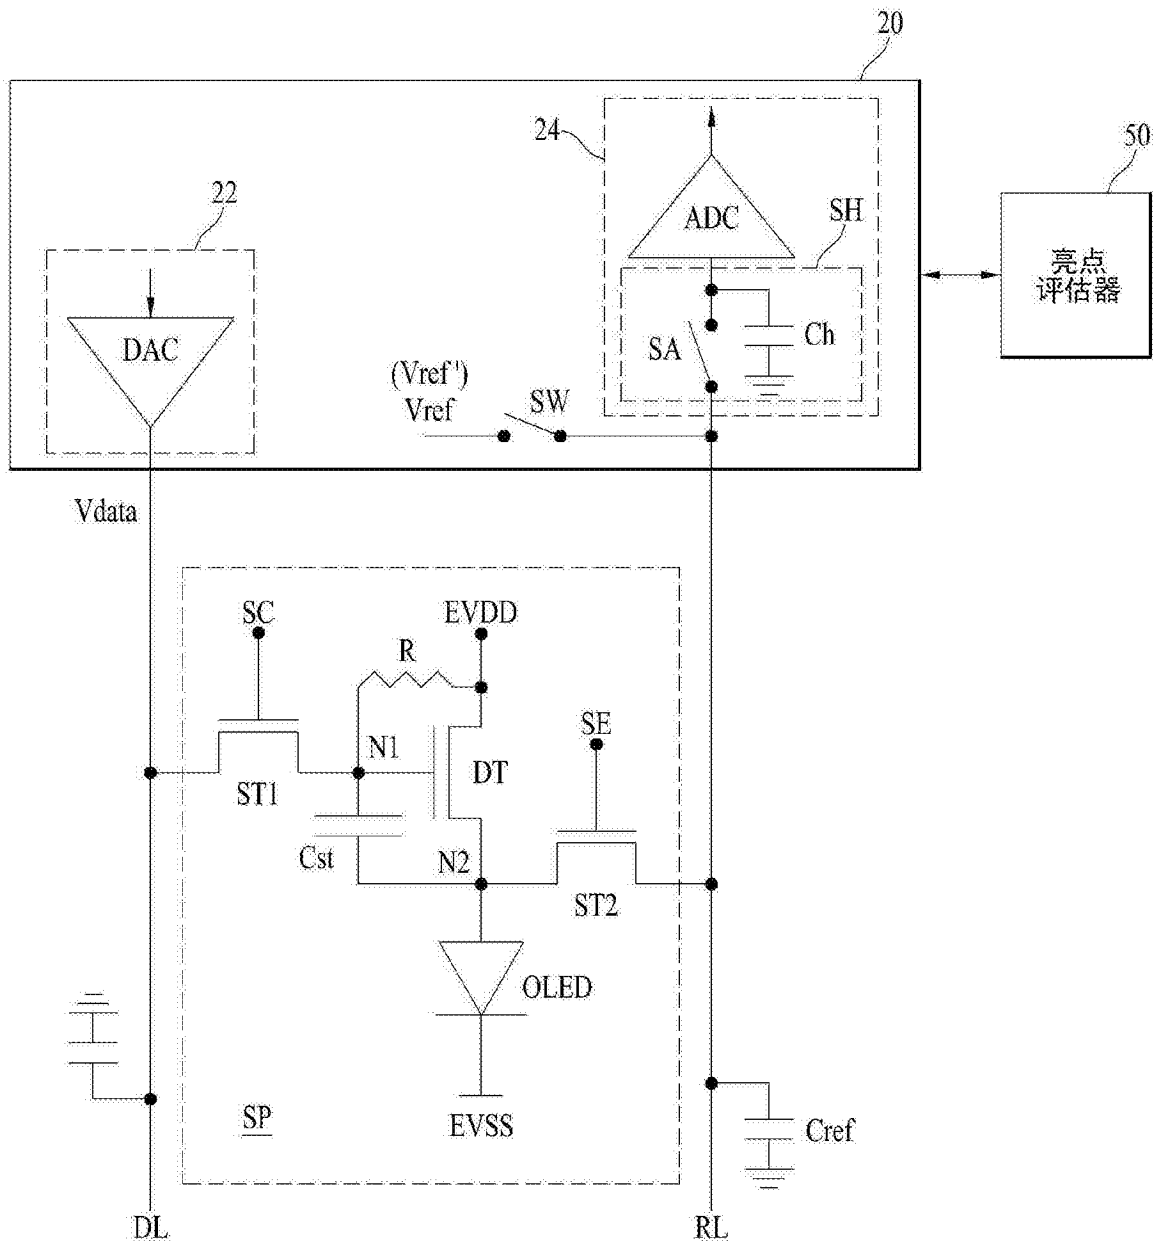 20
24
50
22
ADC
SH
亮点
评估器
DAC
SA
Ch
(Vref')
Vref
SW
Vdata
SC
EVDD
R
SE
N1
DT
ST1
Cst
N2
ST2
OLED
SP
EVSS
Cref
DL
RL